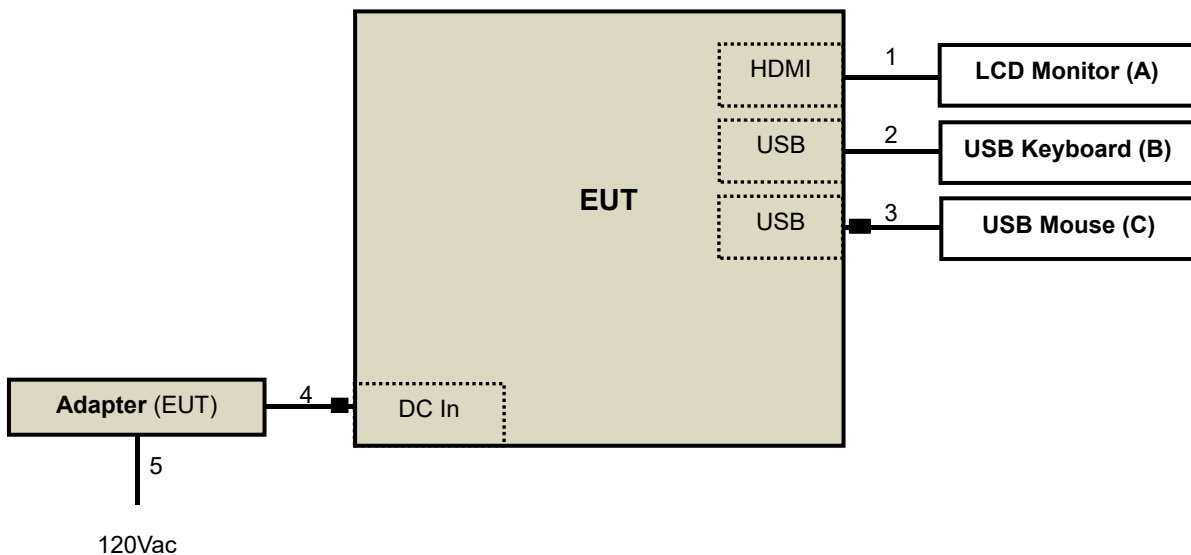 HDMI
1
LCD Monitor (A)
USB
2
USB Keyboard (B)
EUT
USB
3
USB Mouse (C)
Adapter (EUT)
4
DC In
5
120Vac